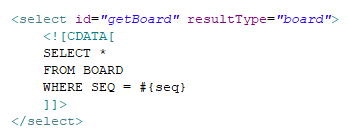 <select id="getBoard" resultType="board">
<![CDATA[
SELECT *
FROM BOARD
WHERE SEQ = #{seq}
]]>
</select>